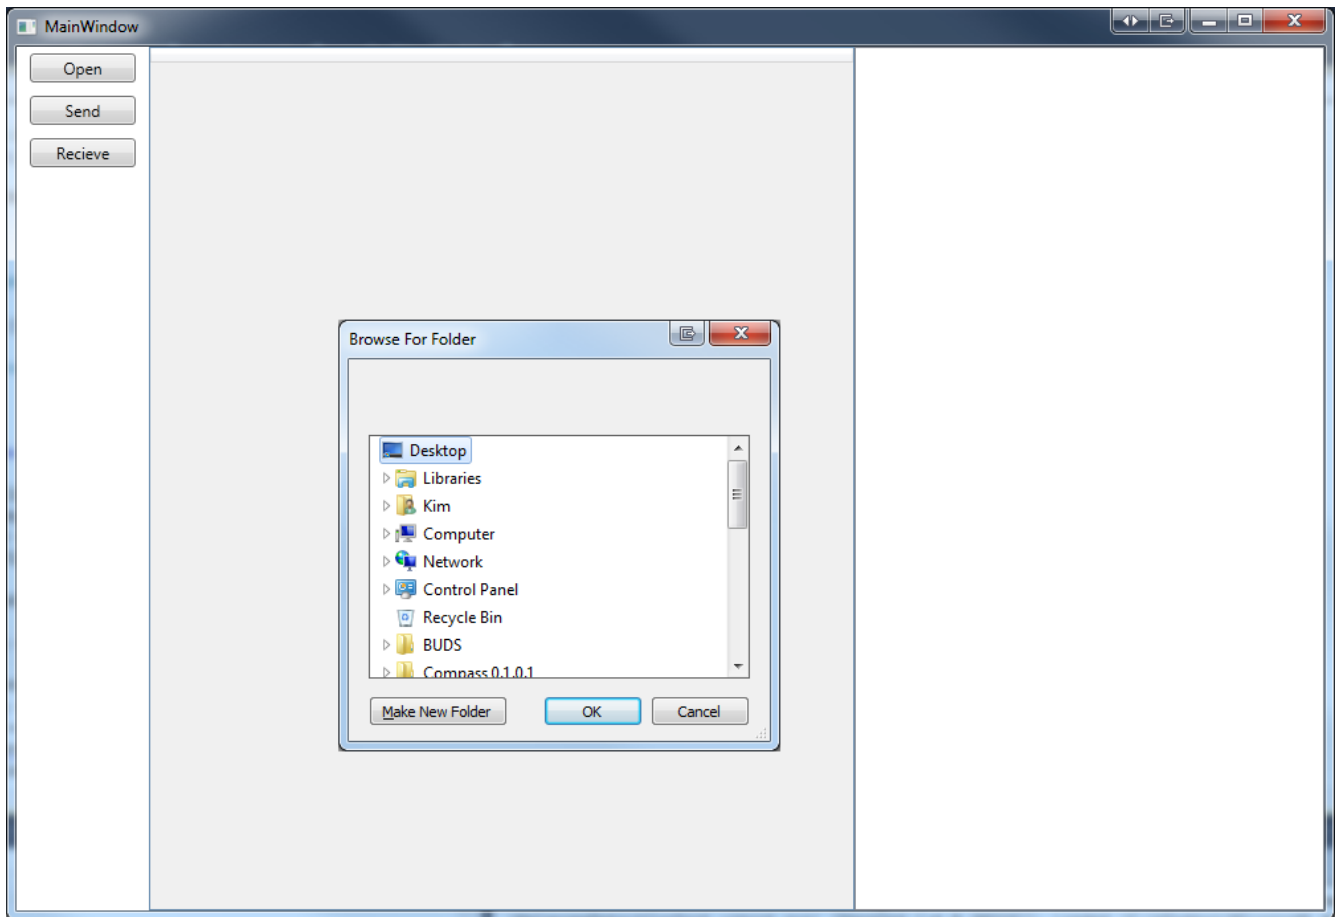 MainWindow
Open
Send
Recieve
Browse For Folder
Desktop
Libraries
Kim
Computer
Network
Control Panel
Recycle Bin
BUDS
Compass 0.1.0.1
Make New Folder
OK
Cancel